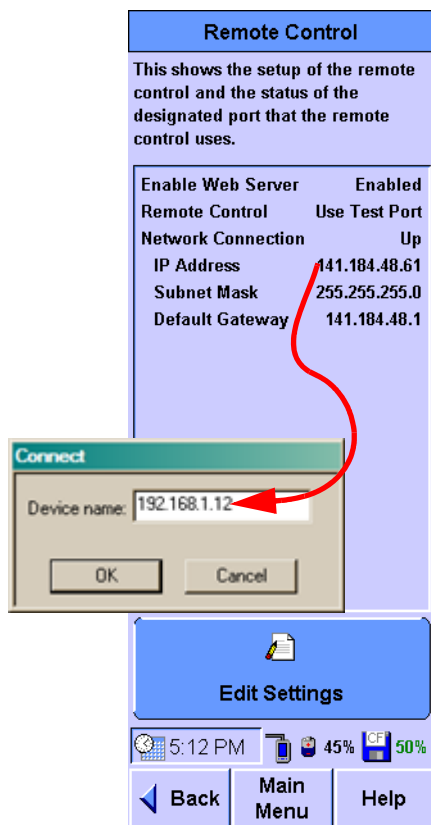 Remote Control
This shows the setup of the remote
control and the status of the
designated port that the remote
control uses.
Enable Web Server Enabled
Remote Control Use Test Port
Network Connection Up
IP Address 141.184.48.61
Subnet Mask 255.255.255.0
Default Gateway 141.184.48.1
Connect
Device name: 192.168.1.12
OK Cancel
Edit Settings
5:12 PM 45% CF 50%
Back Main Menu Help